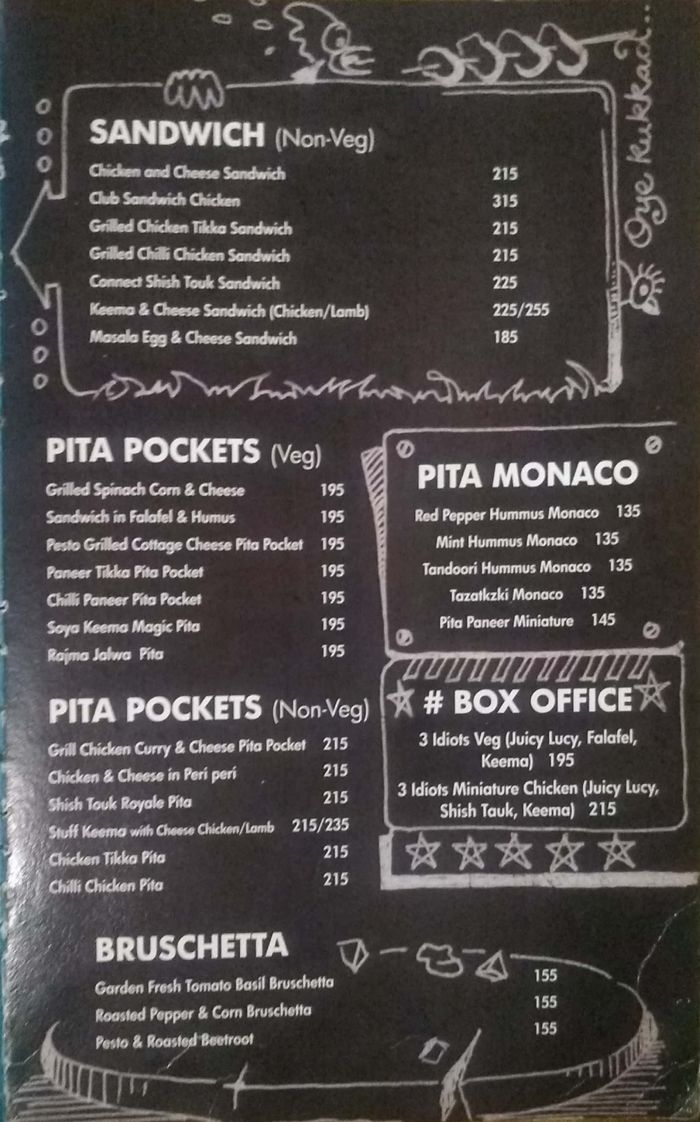 Oye Kukkad...
SANDWICH (Non-Veg)
Chicken and Cheese Sandwich 215
Club Sandwich Chicken 315
Grilled Chicken Tikka Sandwich 215
Grilled Chilli Chicken Sandwich 215
Connect Shish Touk Sandwich 225
Keema & Cheese Sandwich (Chicken/Lamb) 225/255
Masala Egg & Cheese Sandwich 185
PITA POCKETS (Veg)
Grilled Spinach Corn & Cheese 195
Sandwich in Falafel & Humus 195
Pesto Grilled Cottage Cheese Pita Pocket 195
Paneer Tikka Pita Pocket 195
Chilli Paneer Pita Pocket 195
Soya Keema Magic Pita 195
Rajma Jalwa Pita 195
PITA MONACO
Red Pepper Hummus Monaco 135
Mint Hummus Monaco 135
Tandoori Hummus Monaco 135
Tazatkzki Monaco 135
Pita Paneer Miniature 145
PITA POCKETS (Non-Veg)
Grill Chicken Curry & Cheese Pita Pocket 215
Chicken & Cheese in Peri peri 215
Shish Touk Royale Pita 215
Stuff Keema with Cheese Chicken/Lamb 215/235
Chicken Tikka Pita 215
Chilli Chicken Pita 215
# BOX OFFICE
3 Idiots Veg (Juicy Lucy, Falafel,
Keema) 195
3 Idiots Miniature Chicken (Juicy Lucy,
Shish Tauk, Keema) 215
BRUSCHETTA
Garden Fresh Tomato Basil Bruschetta 155
Roasted Pepper & Corn Bruschetta 155
Pesto & Roasted Beetroot 155